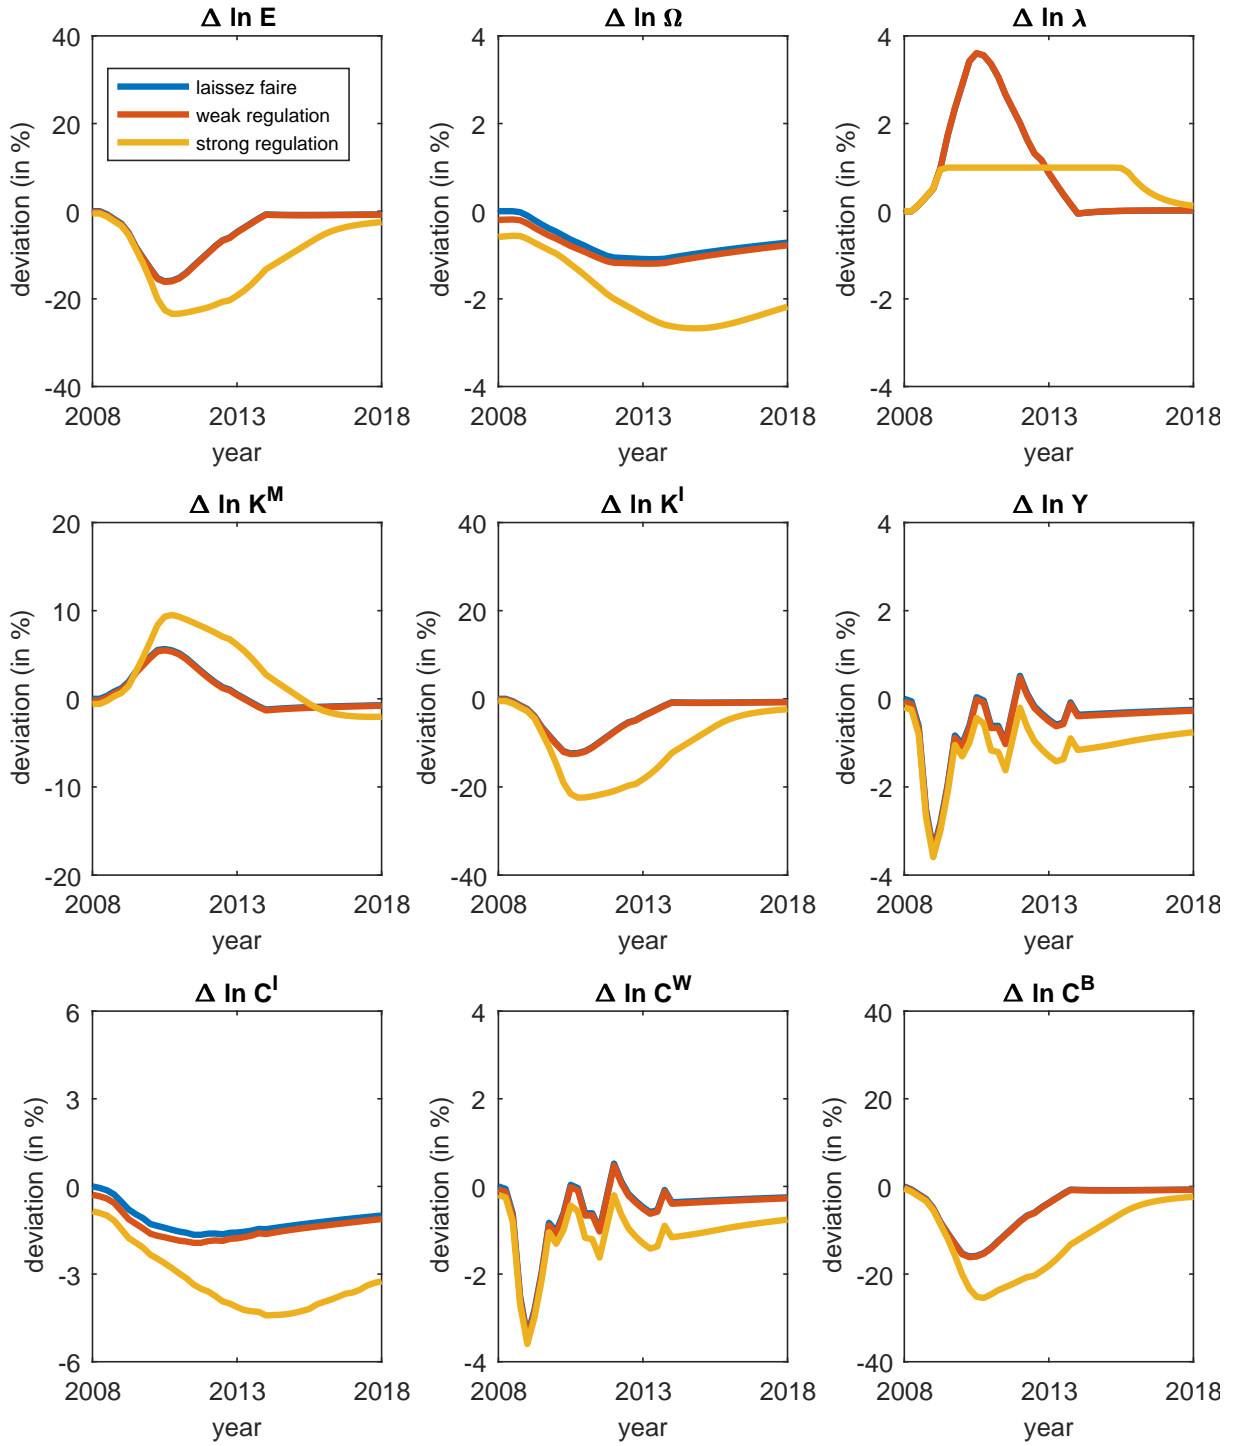 Δ ln E
Δ ln Ω
Δ ln λ
deviation (in %)
40
20
0
-20
-40
laissez faire
weak regulation
strong regulation
2008 2013 2018
year
deviation (in %)
4
2
0
-2
-4
2008 2013 2018
year
deviation (in %)
4
2
0
-2
-4
2008 2013 2018
year
Δ ln K^M
Δ ln K^I
Δ ln Y
deviation (in %)
20
10
0
-10
-20
2008 2013 2018
year
deviation (in %)
40
20
0
-20
-40
2008 2013 2018
year
deviation (in %)
4
2
0
-2
-4
2008 2013 2018
year
Δ ln C^I
Δ ln C^W
Δ ln C^B
deviation (in %)
6
3
0
-3
-6
2008 2013 2018
year
deviation (in %)
4
2
0
-2
-4
2008 2013 2018
year
deviation (in %)
40
20
0
-20
-40
2008 2013 2018
year